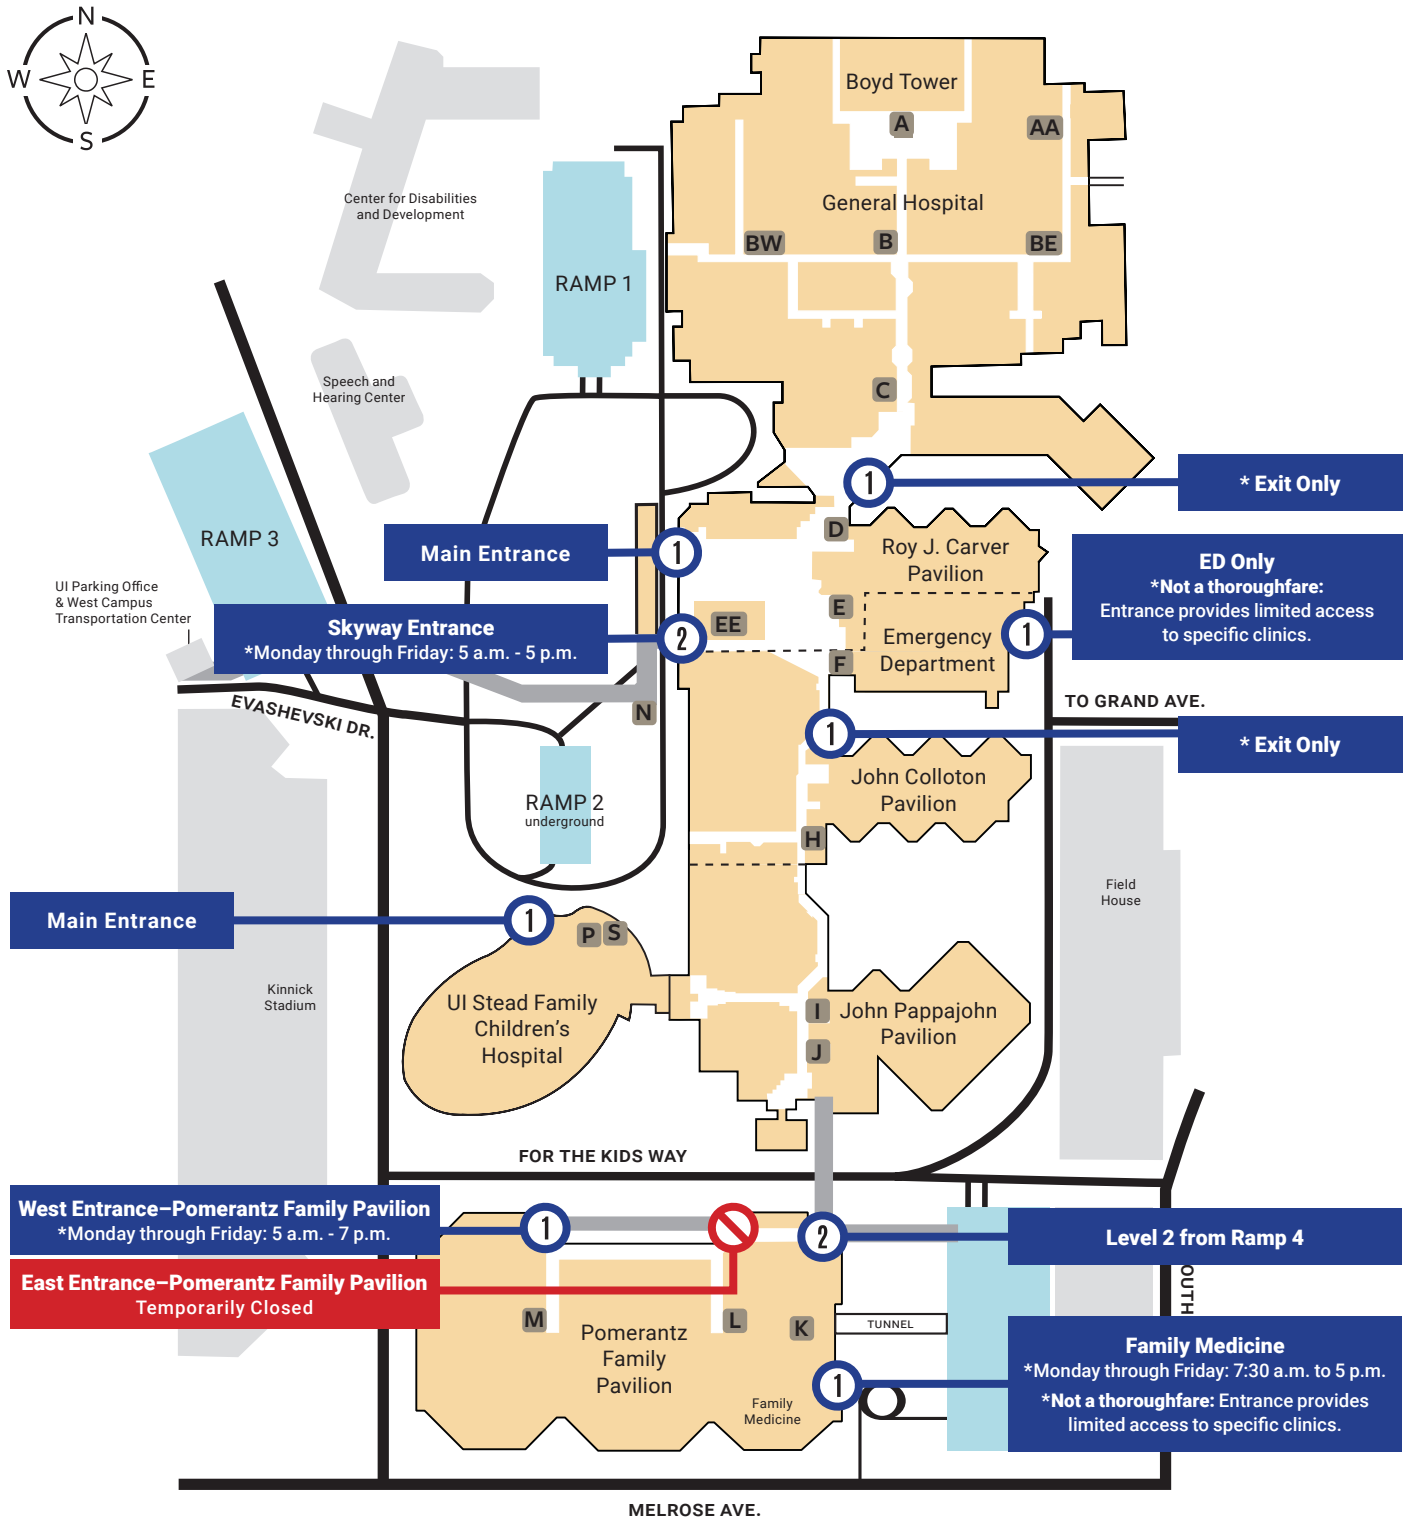 N
W E
S
Boyd Tower
A
AA
General Hospital
BW
B
BE
C
Center for Disabilities
and Development
RAMP 1
Speech and
Hearing Center
RAMP 3
UI Parking Office
& West Campus
Transportation Center
1
* Exit Only
Main Entrance
1
D
Roy J. Carver
Pavilion
ED Only
*Not a thoroughfare:
Entrance provides limited access
to specific clinics.
1
Skyway Entrance
*Monday through Friday: 5 a.m. - 5 p.m.
2
EE
E
F
Emergency
Department
N
EVASHEVSKI DR.
TO GRAND AVE.
1
* Exit Only
John Colloton
Pavilion
RAMP 2
underground
H
Field
House
Main Entrance
1
P
S
Kinnick
Stadium
UI Stead Family
Children's
Hospital
I
John Pappajohn
Pavilion
J
FOR THE KIDS WAY
West Entrance–Pomerantz Family Pavilion
*Monday through Friday: 5 a.m. - 7 p.m.
1
2
Level 2 from Ramp 4
East Entrance–Pomerantz Family Pavilion
Temporarily Closed
M
L
K
TUNNEL
OUTH
Pomerantz
Family
Pavilion
Family
Medicine
1
Family Medicine
*Monday through Friday: 7:30 a.m. to 5 p.m.
*Not a thoroughfare: Entrance provides
limited access to specific clinics.
MELROSE AVE.